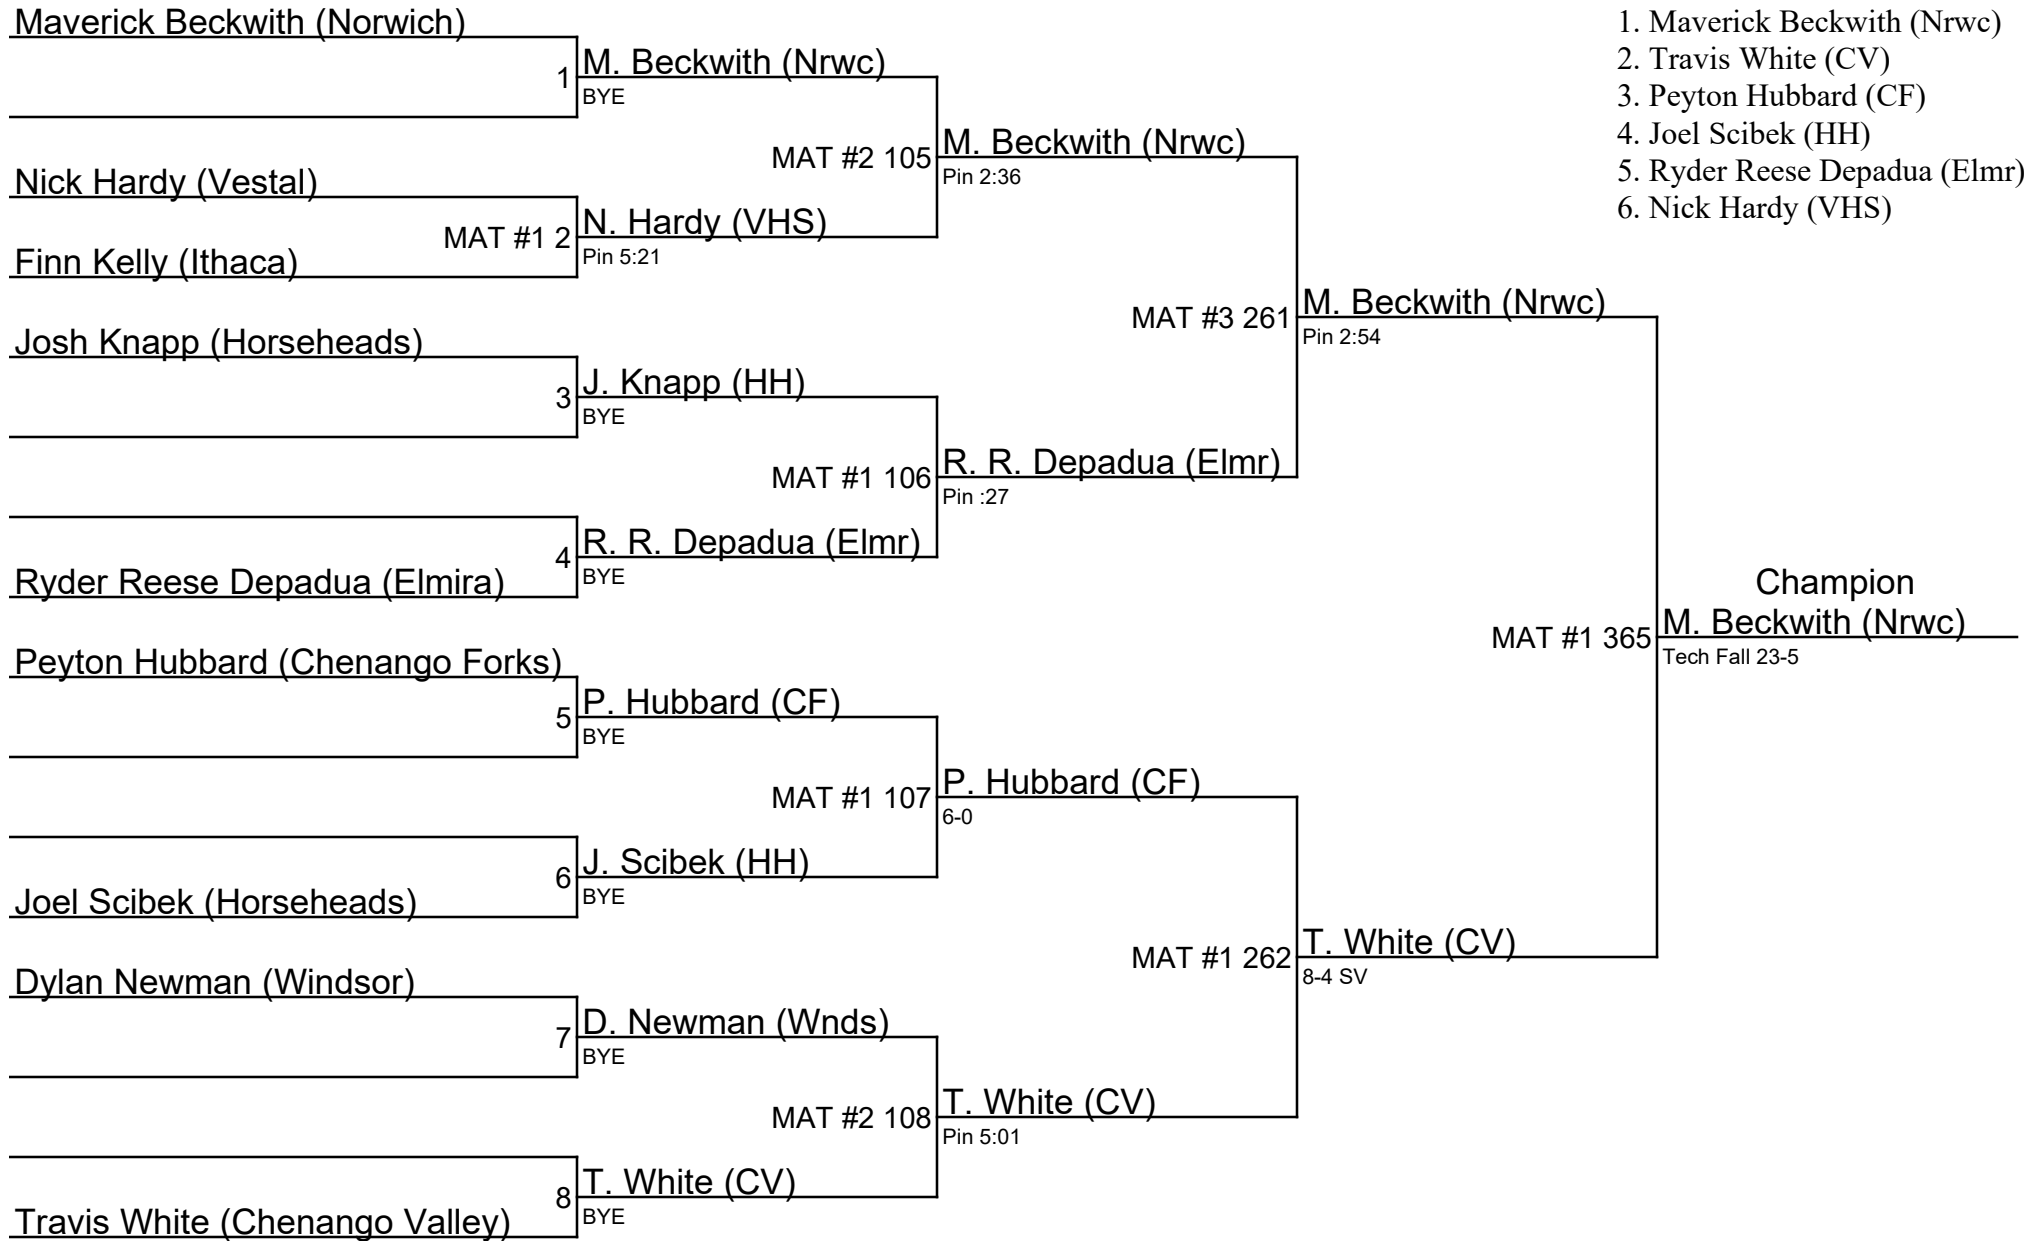 Maverick Beckwith (Norwich)
1
M. Beckwith (Nrwc)
BYE
MAT #2 105
M. Beckwith (Nrwc)
Pin 2:36
Nick Hardy (Vestal)
MAT #1 2
N. Hardy (VHS)
Pin 5:21
Finn Kelly (Ithaca)
MAT #3 261
M. Beckwith (Nrwc)
Pin 2:54
Josh Knapp (Horseheads)
3
J. Knapp (HH)
BYE
MAT #1 106
R. R. Depadua (Elmr)
Pin :27
4
R. R. Depadua (Elmr)
BYE
Ryder Reese Depadua (Elmira)
Champion
MAT #1 365
M. Beckwith (Nrwc)
Tech Fall 23-5
Peyton Hubbard (Chenango Forks)
5
P. Hubbard (CF)
BYE
MAT #1 107
P. Hubbard (CF)
6-0
6
J. Scibek (HH)
BYE
Joel Scibek (Horseheads)
MAT #1 262
T. White (CV)
8-4 SV
Dylan Newman (Windsor)
7
D. Newman (Wnds)
BYE
MAT #2 108
T. White (CV)
Pin 5:01
8
T. White (CV)
BYE
Travis White (Chenango Valley)
1. Maverick Beckwith (Nrwc)
2. Travis White (CV)
3. Peyton Hubbard (CF)
4. Joel Scibek (HH)
5. Ryder Reese Depadua (Elmr)
6. Nick Hardy (VHS)